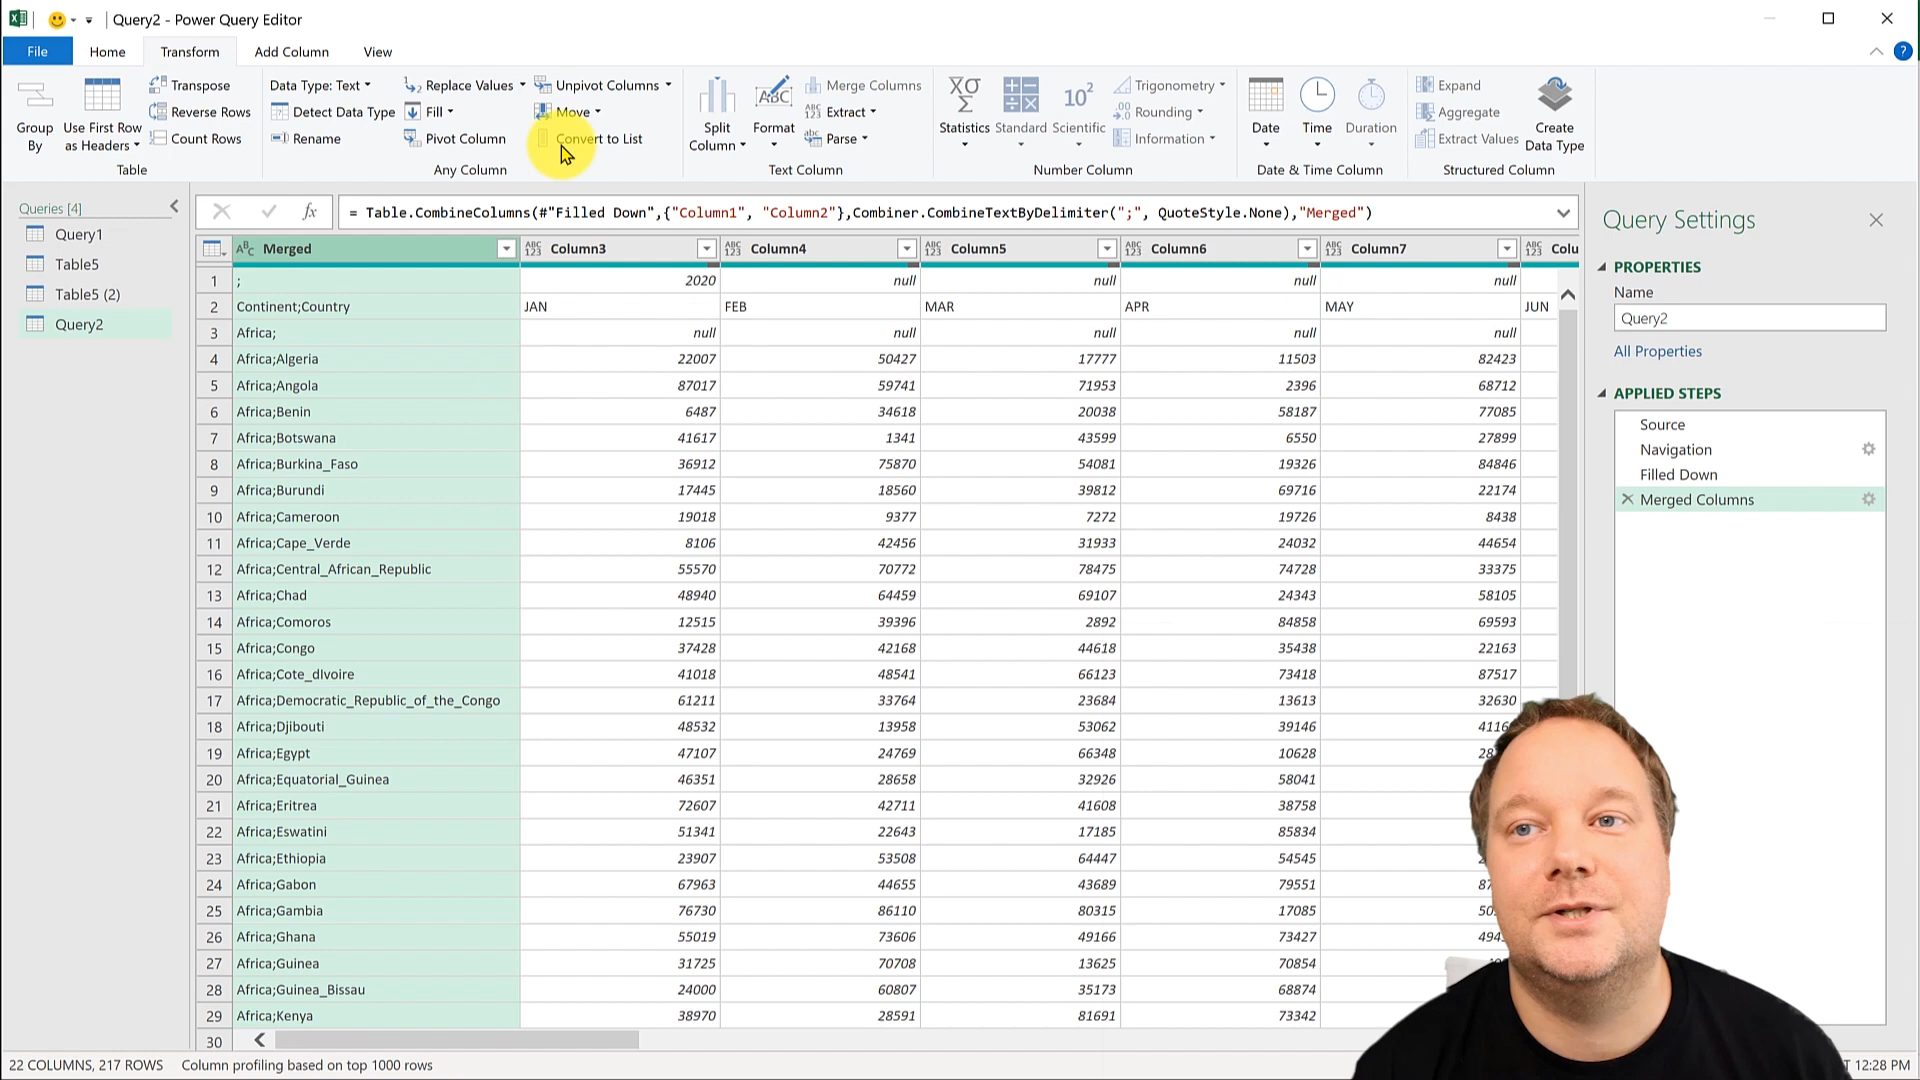 Query2 - Power Query Editor
File Home Transform Add Column View
Group By
Use First Row as Headers
Transpose
Reverse Rows
Count Rows
Table
Data Type: Text
Detect Data Type
Rename
Replace Values
Fill
Pivot Column
Unpivot Columns
Move
Convert to List
Any Column
Split Column
Format
Merge Columns
Extract
Parse
Text Column
Statistics
Standard
Scientific
Trigonometry
Rounding
Information
Number Column
Date
Time
Duration
Date & Time Column
Expand
Aggregate
Extract Values
Create Data Type
Structured Column
Queries [4]
Query1
Table5
Table5 (2)
Query2
fx
= Table.CombineColumns(#"Filled Down",{"Column1", "Column2"},Combiner.CombineTextByDelimiter(";", QuoteStyle.None),"Merged")
Merged Column3 Column4 Column5 Column6 Column7 Colu
1 ; 2020 null null null null
2 Continent;Country JAN FEB MAR APR MAY JUN
3 Africa; null null null null null
4 Africa;Algeria 22007 50427 17777 11503 82423
5 Africa;Angola 87017 59741 71953 2396 68712
6 Africa;Benin 6487 34618 20038 58187 77085
7 Africa;Botswana 41617 1341 43599 6550 27899
8 Africa;Burkina_Faso 36912 75870 54081 19326 84846
9 Africa;Burundi 17445 18560 39812 69716 22174
10 Africa;Cameroon 19018 9377 7272 19726 8438
11 Africa;Cape_Verde 8106 42456 31933 24032 44654
12 Africa;Central_African_Republic 55570 70772 78475 74728 33375
13 Africa;Chad 48940 64459 69107 24343 58105
14 Africa;Comoros 12515 39396 2892 84858 69593
15 Africa;Congo 37428 42168 44618 35438 22163
16 Africa;Cote_dIvoire 41018 48541 66123 73418 87517
17 Africa;Democratic_Republic_of_the_Congo 61211 33764 23684 13613 32630
18 Africa;Djibouti 48532 13958 53062 39146 4116
19 Africa;Egypt 47107 24769 66348 10628 28
20 Africa;Equatorial_Guinea 46351 28658 32926 58041
21 Africa;Eritrea 72607 42711 41608 38758
22 Africa;Eswatini 51341 22643 17185 85834
23 Africa;Ethiopia 23907 53508 64447 54545
24 Africa;Gabon 67963 44655 43689 79551 87
25 Africa;Gambia 76730 86110 80315 17085 50
26 Africa;Ghana 55019 73606 49166 73427 494
27 Africa;Guinea 31725 70708 13625 70854
28 Africa;Guinea_Bissau 24000 60807 35173 68874
29 Africa;Kenya 38970 28591 81691 73342
30
Query Settings
PROPERTIES
Name
Query2
All Properties
APPLIED STEPS
Source
Navigation
Filled Down
Merged Columns
22 COLUMNS, 217 ROWS Column profiling based on top 1000 rows
T 12:28 PM